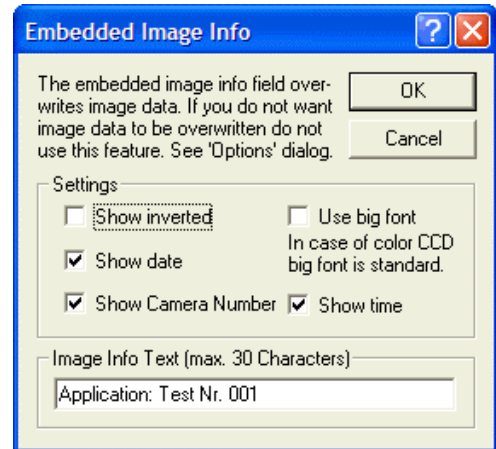 Embedded Image Info
The embedded image info field over-
writes image data. If you do not want
image data to be overwritten do not
use this feature. See 'Options' dialog.
OK
Cancel
Settings
Show inverted
Use big font
In case of color CCD
big font is standard.
Show date
Show Camera Number
Show time
Image Info Text (max. 30 Characters)
Application: Test Nr. 001